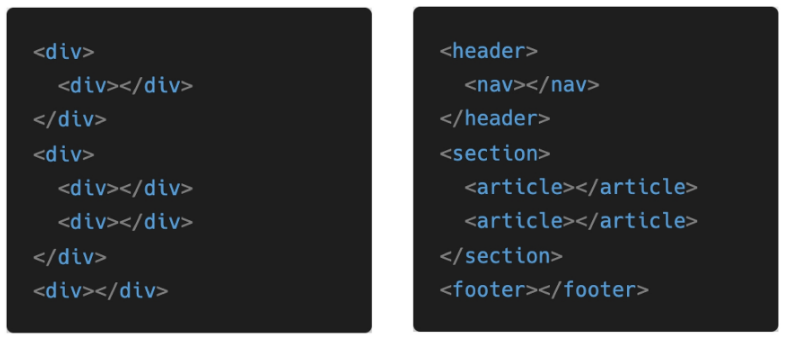 <div>
  <div></div>
</div>
<div>
  <div></div>
  <div></div>
</div>
<div></div>
<header>
  <nav></nav>
</header>
<section>
  <article></article>
  <article></article>
</section>
<footer></footer>